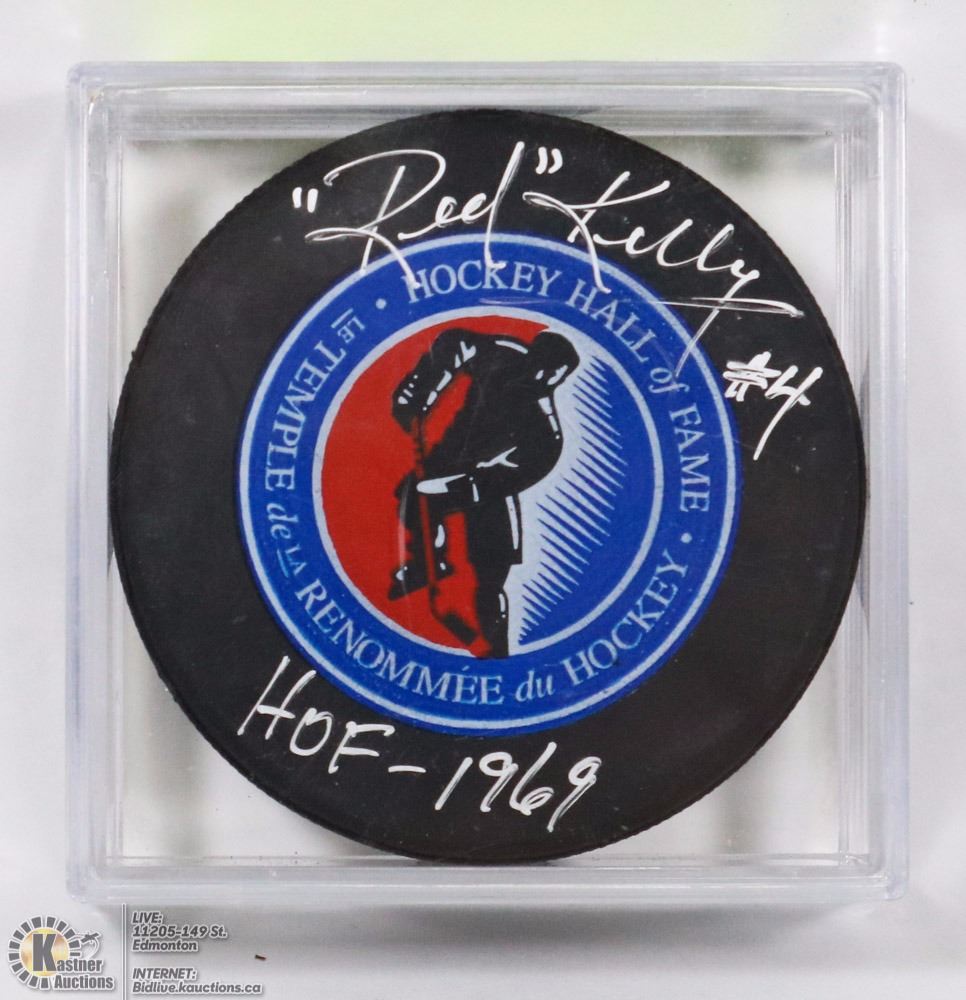 "Red" Kelly
#4
HOCKEY HALL of FAME •
LE TEMPLE de LA RENOMMÉE du HOCKEY •
HOF - 1969
Kastner
Auctions
LIVE:
11205-149 St.
Edmonton
INTERNET:
Bidlive.kauctions.ca